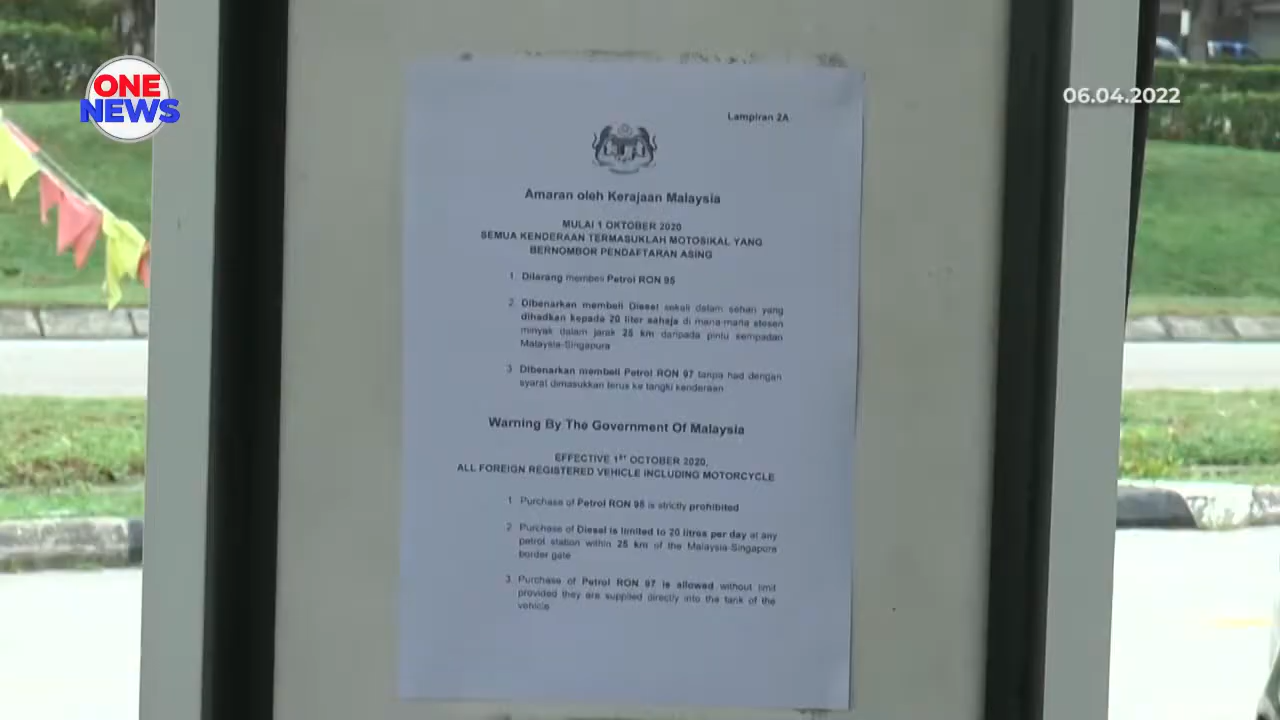 ONE
NEWS
06.04.2022
Lampiran 2A
Amaran oleh Kerajaan Malaysia
MULAI 1 OKTOBER 2020
SEMUA KENDERAAN TERMASUKLAH MOTOSIKAL YANG
BERNOMBOR PENDAFTARAN ASING
1. Dilarang membeli Petrol RON 95
2. Dibenarkan membeli Diesel sekali dalam sehari yang
dihadkan kepada 20 liter sahaja di mana-mana stesen
minyak dalam jarak 25 km daripada pintu sempadan
Malaysia-Singapura
3. Dibenarkan membeli Petrol RON 97 tanpa had dengan
syarat dimasukkan terus ke tangki kenderaan
Warning By The Government Of Malaysia
EFFECTIVE 1ST OCTOBER 2020,
ALL FOREIGN REGISTERED VEHICLE INCLUDING MOTORCYCLE
1. Purchase of Petrol RON 95 is strictly prohibited
2. Purchase of Diesel is limited to 20 litres per day at any
petrol station within 25 km of the Malaysia-Singapura
border gate
3. Purchase of Petrol RON 97 is allowed without limit
provided they are supplied directly into the tank of the
vehicle